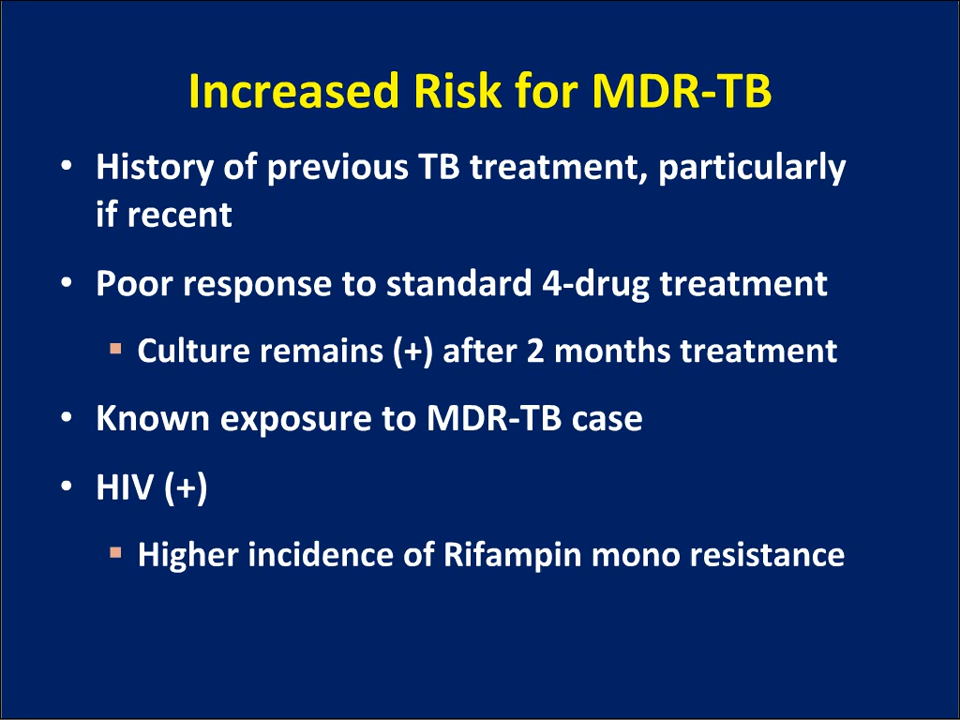 Increased Risk for MDR-TB
• History of previous TB treatment, particularly
if recent
• Poor response to standard 4-drug treatment
▪ Culture remains (+) after 2 months treatment
• Known exposure to MDR-TB case
• HIV (+)
▪ Higher incidence of Rifampin mono resistance